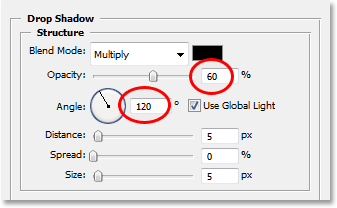 Drop Shadow
Structure
Blend Mode: Multiply
Opacity: 60 %
Angle: 120 ° Use Global Light
Distance: 5 px
Spread: 0 %
Size: 5 px